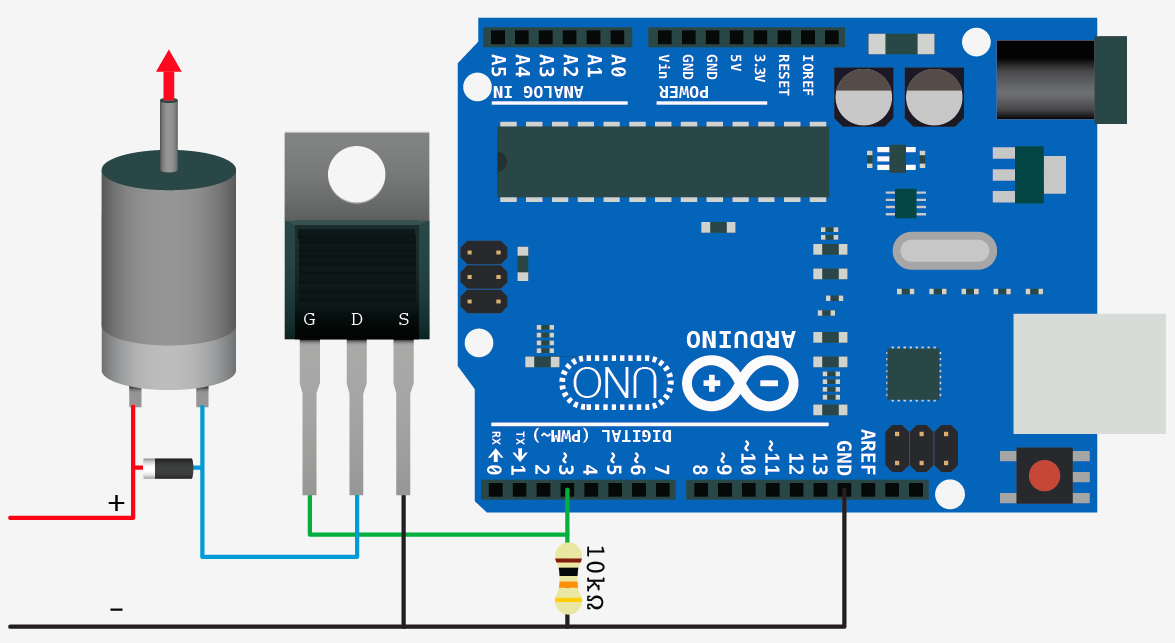 A5 A4 A3 A2 A1 A0
ANALOG IN
Vin GND GND 5V 3.3V RESET IOREF
POWER
G D S
ARDUINO
UNO
DIGITAL (PWM~)
RX TX
0 1 2 ~3 4 ~5 ~6 7 8 ~9 ~10 ~11 12 13 GND AREF
+
10kΩ
−